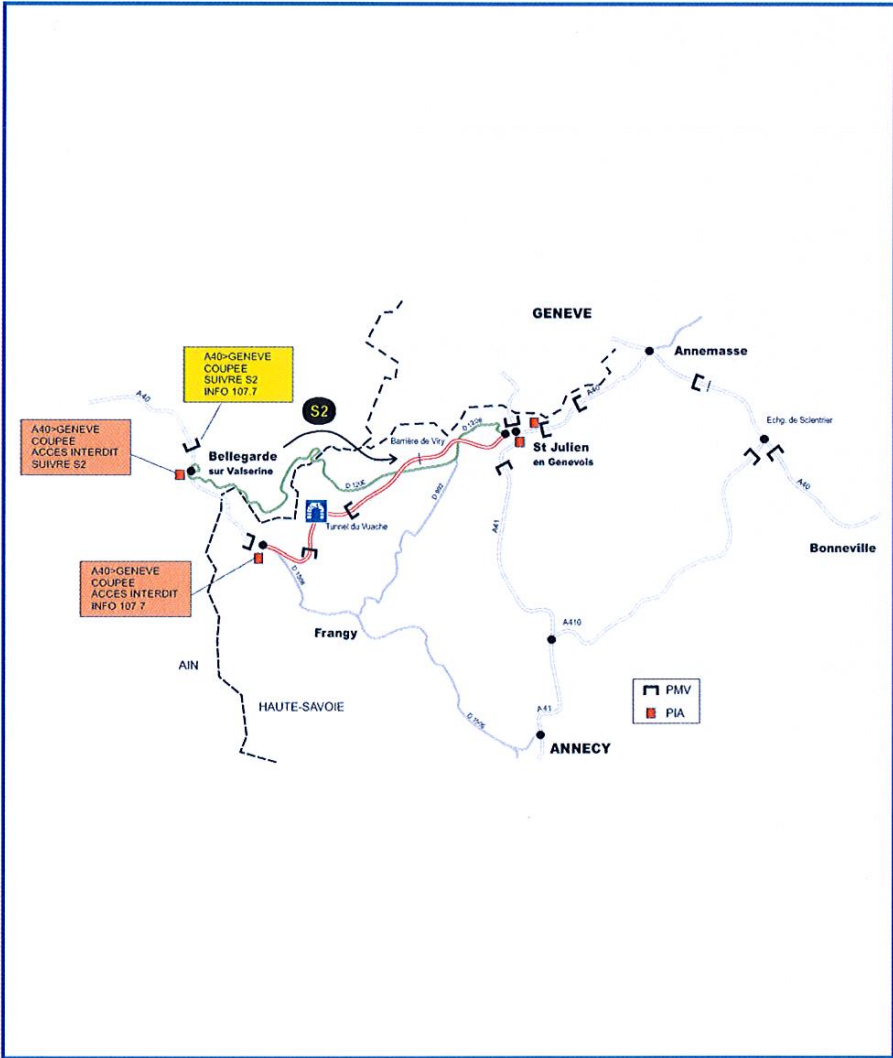 GENEVE
Annemasse
A40>GENEVE
COUPEE
SUIVRE S2
INFO 107.7
A40
A40
S2
Echg. de Scientrier
A40>GENEVE
COUPEE
ACCES INTERDIT
SUIVRE S2
D 1206
Barrière de Viry
St Julien
en Genevois
Bellegarde
sur Valserine
D 1206
D 992
A40
Tunnel du Vuache
A41
Bonneville
A40>GENEVE
COUPEE
ACCES INTERDIT
INFO 107.7
D 1508
Frangy
A410
AIN
PMV
HAUTE-SAVOIE
A41
PIA
D 1508
ANNECY